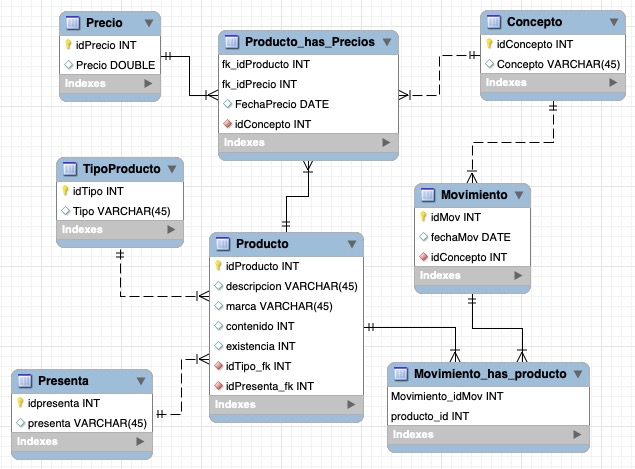 Precio
idPrecio INT
Precio DOUBLE
Indexes
Producto_has_Precios
fk_idProducto INT
fk_idPrecio INT
FechaPrecio DATE
idConcepto INT
Indexes
Concepto
idConcepto INT
Concepto VARCHAR(45)
Indexes
TipoProducto
idTipo INT
Tipo VARCHAR(45)
Indexes
Movimiento
idMov INT
fechaMov DATE
idConcepto INT
Indexes
Producto
idProducto INT
descripcion VARCHAR(45)
marca VARCHAR(45)
contenido INT
existencia INT
idTipo_fk INT
idPresenta_fk INT
Indexes
Presenta
idpresenta INT
presenta VARCHAR(45)
Indexes
Movimiento_has_producto
Movimiento_idMov INT
producto_id INT
Indexes